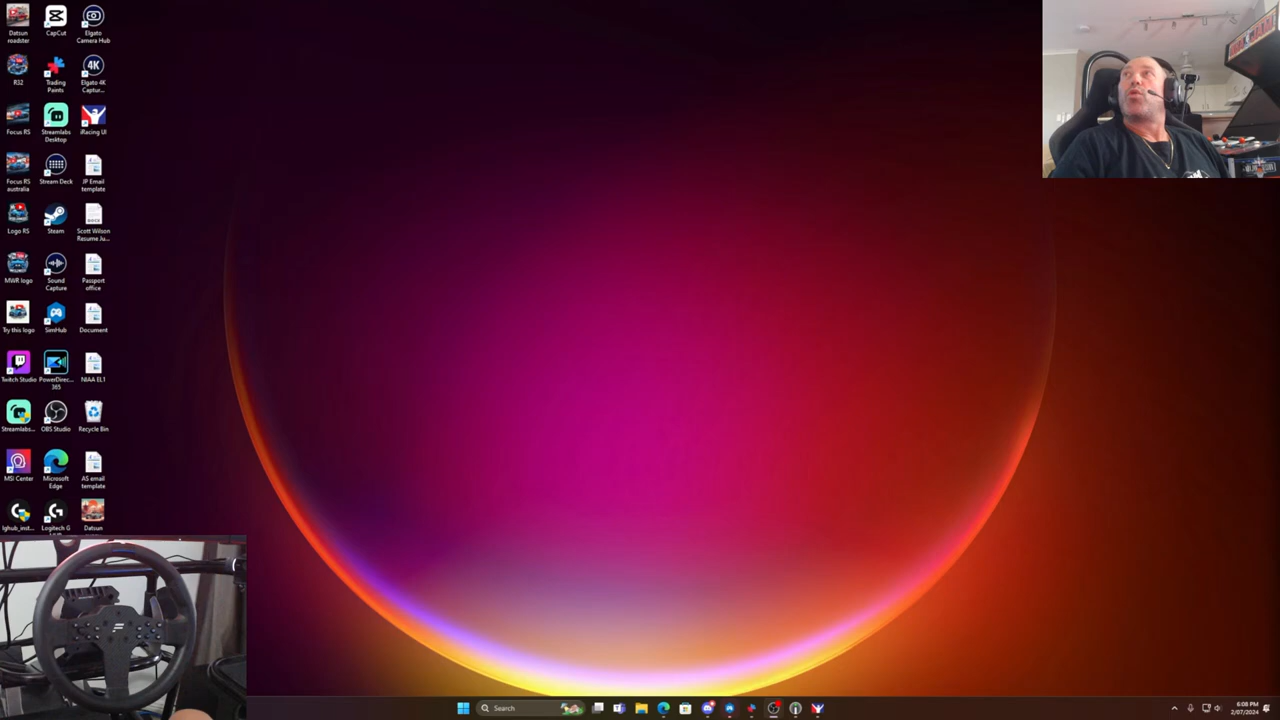 Datsun
roadster
CapCut
Elgato
Camera Hub
R32
Trading
Paints
Elgato 4K
Captur...
Focus RS
Streamlabs
Desktop
iRacing UI
Focus RS
australia
Stream Deck
JP Email
template
Logo RS
Steam
Scott Wilson
Resume Ju...
MWR logo
Sound
Capture
Passport
office
Try this logo
SimHub
Document
Twitch Studio
PowerDirec...
365
NIAA EL1
Streamlabs...
OBS Studio
Recycle Bin
MSI Center
Microsoft
Edge
AS email
template
lghub_inst...
Logitech G
Datsun
Search
6:08 PM
2/07/2024